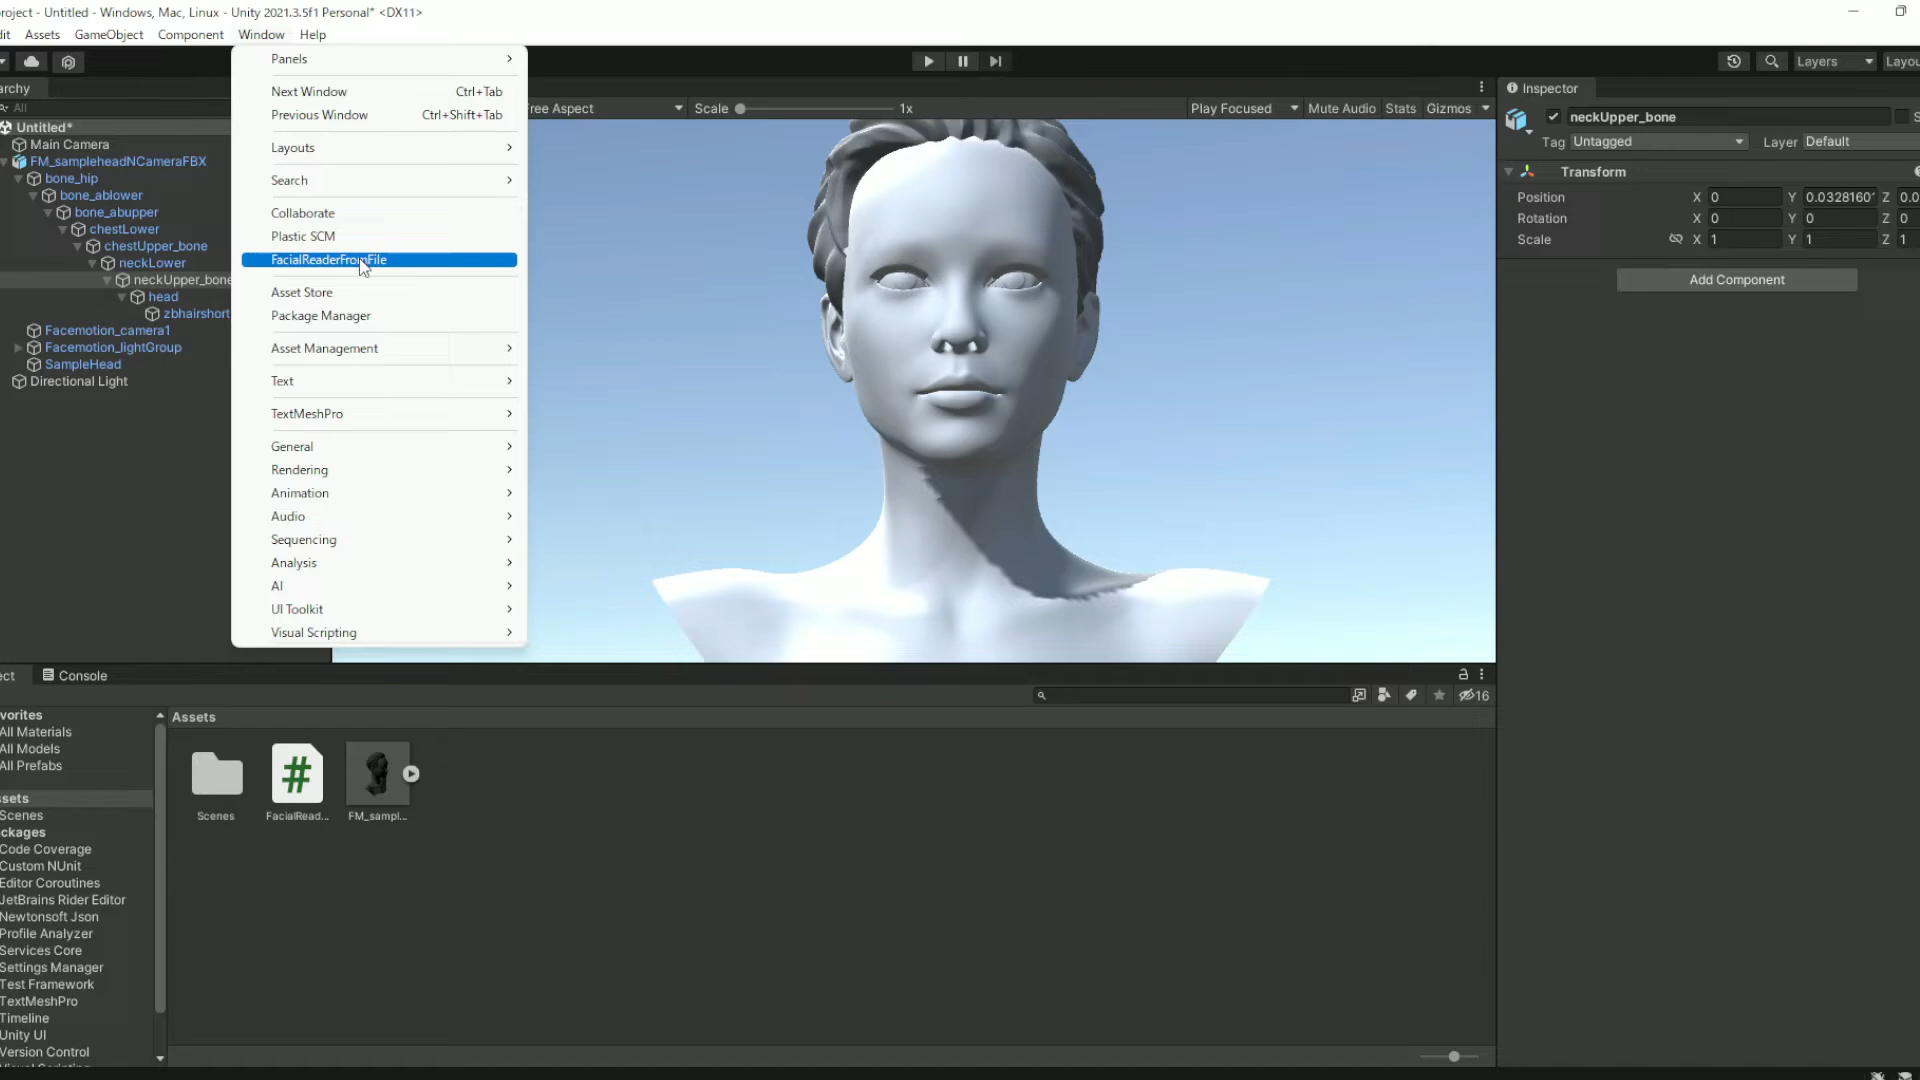 roject - Untitled - Windows, Mac, Linux - Unity 2021.3.5f1 Personal* <DX11>
dit Assets GameObject Component Window Help
Layers Layou
archy
All
Untitled*
Main Camera
FM_sampleheadNCameraFBX
bone_hip
bone_ablower
bone_abupper
chestLower
chestUpper_bone
neckLower
neckUpper_bone
head
zbhairshort
Facemotion_camera1
Facemotion_lightGroup
SampleHead
Directional Light
Panels
Next Window Ctrl+Tab
Previous Window Ctrl+Shift+Tab
Layouts
Search
Collaborate
Plastic SCM
FacialReaderFromFile
Asset Store
Package Manager
Asset Management
Text
TextMeshPro
General
Rendering
Animation
Audio
Sequencing
Analysis
AI
UI Toolkit
Visual Scripting
Free Aspect Scale 1x Play Focused Mute Audio Stats Gizmos
Inspector
neckUpper_bone S
Tag Untagged Layer Default
Transform
Position X 0 Y 0.0328160 Z 0.0
Rotation X 0 Y 0 Z 0
Scale X 1 Y 1 Z 1
Add Component
ect Console
16
vorites
All Materials
All Models
All Prefabs
ssets
Scenes
ckages
Code Coverage
Custom NUnit
Editor Coroutines
JetBrains Rider Editor
Newtonsoft Json
Profile Analyzer
Services Core
Settings Manager
Test Framework
TextMeshPro
Timeline
Unity UI
Version Control
Assets
#
Scenes FacialRead... FM_sampl...